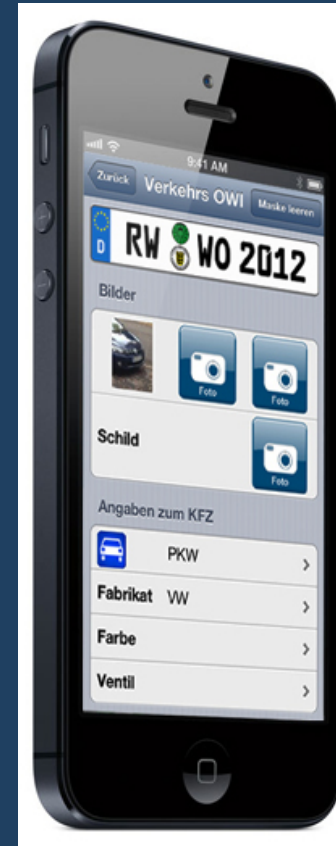 9:41 AM
Zurück Verkehrs OWI Maske leeren
D RW WO 2012
Bilder
Foto Foto
Schild
Foto
Angaben zum KFZ
PKW
Fabrikat VW
Farbe
Ventil